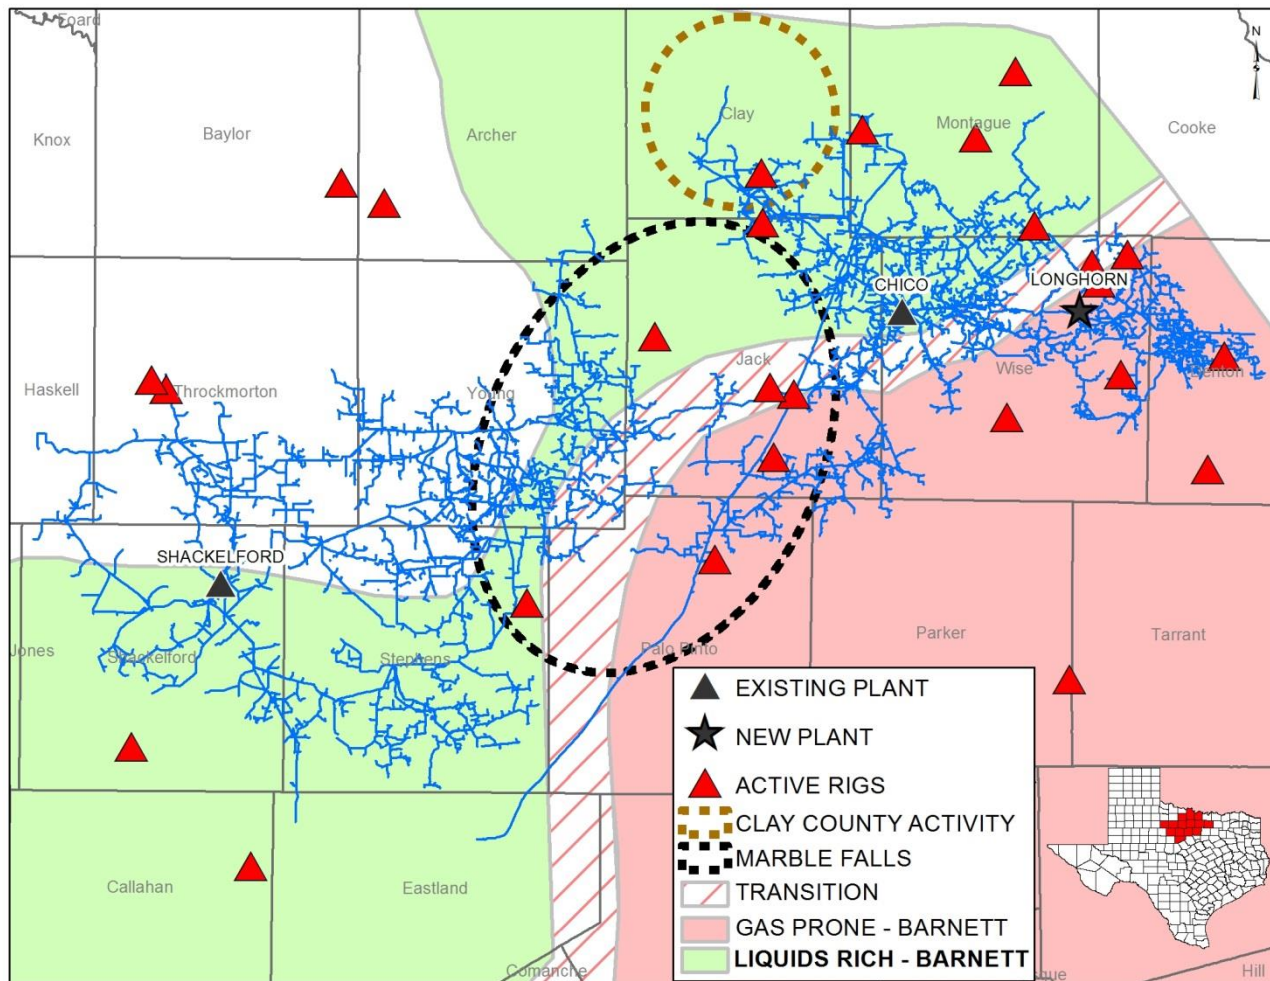 Foard
N
Knox
Baylor
Archer
Clay
Montague
Cooke
CHICO
LONGHORN
Haskell
Throckmorton
Young
Jack
Wise
Denton
SHACKELFORD
Jones
Shackelford
Stephens
Palo Pinto
Parker
Tarrant
EXISTING PLANT
NEW PLANT
ACTIVE RIGS
CLAY COUNTY ACTIVITY
MARBLE FALLS
TRANSITION
GAS PRONE - BARNETT
LIQUIDS RICH - BARNETT
Callahan
Eastland
Comanche
Hill